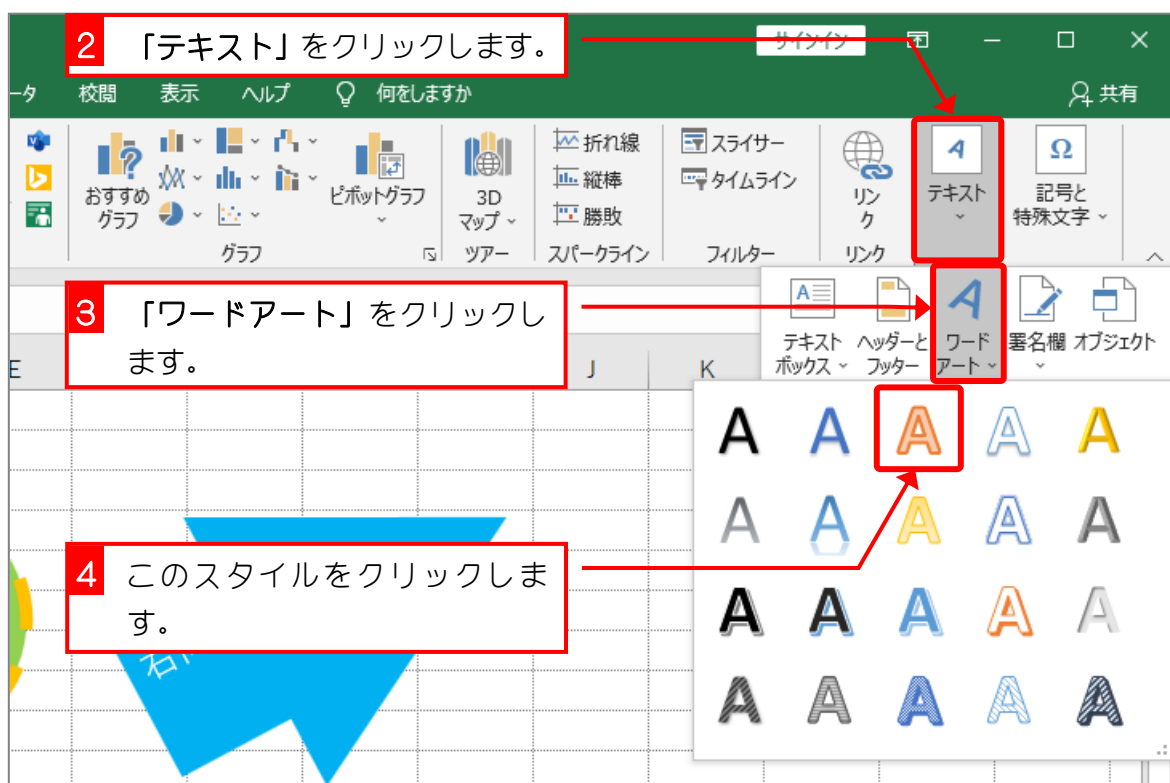 2 「テキスト」をクリックします。
サインイン
ータ 校閲 表示 ヘルプ 何をしますか 共有
おすすめ
グラフ
ピボットグラフ
3D
マップ
折れ線
縦棒
勝敗
スライサー
タイムライン
リン
ク
テキスト
記号と
特殊文字
グラフ ツアー スパークライン フィルター リンク
3 「ワードアート」をクリックし
ます。
テキスト
ボックス
ヘッダーと
フッター
ワード
アート
署名欄
オブジェクト
E J K
A A A A A
A A A A A
4 このスタイルをクリックしま
す。
A A A A A
A A A A A